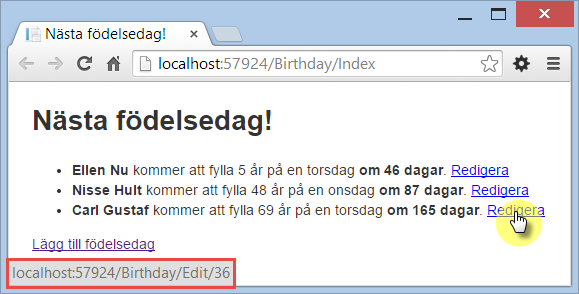 Nästa födelsedag!
localhost:57924/Birthday/Index
Nästa födelsedag!
Ellen Nu kommer att fylla 5 år på en torsdag om 46 dagar. Redigera
Nisse Hult kommer att fylla 48 år på en onsdag om 87 dagar. Redigera
Carl Gustaf kommer att fylla 69 år på en torsdag om 165 dagar. Redigera
Lägg till födelsedag
localhost:57924/Birthday/Edit/36